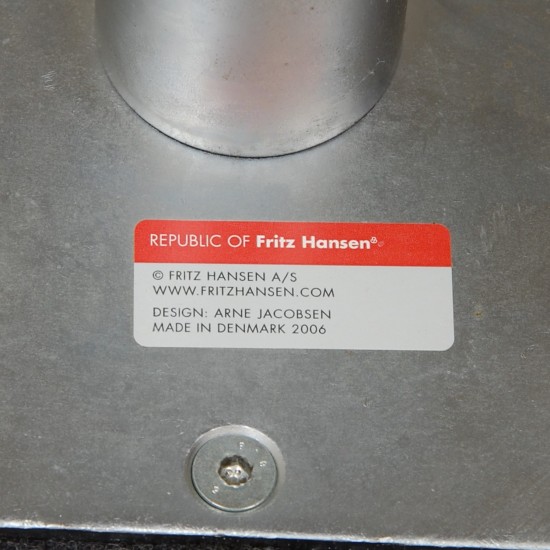 REPUBLIC OF Fritz Hansen®
© FRITZ HANSEN A/S
WWW.FRITZHANSEN.COM
DESIGN: ARNE JACOBSEN
MADE IN DENMARK 2006